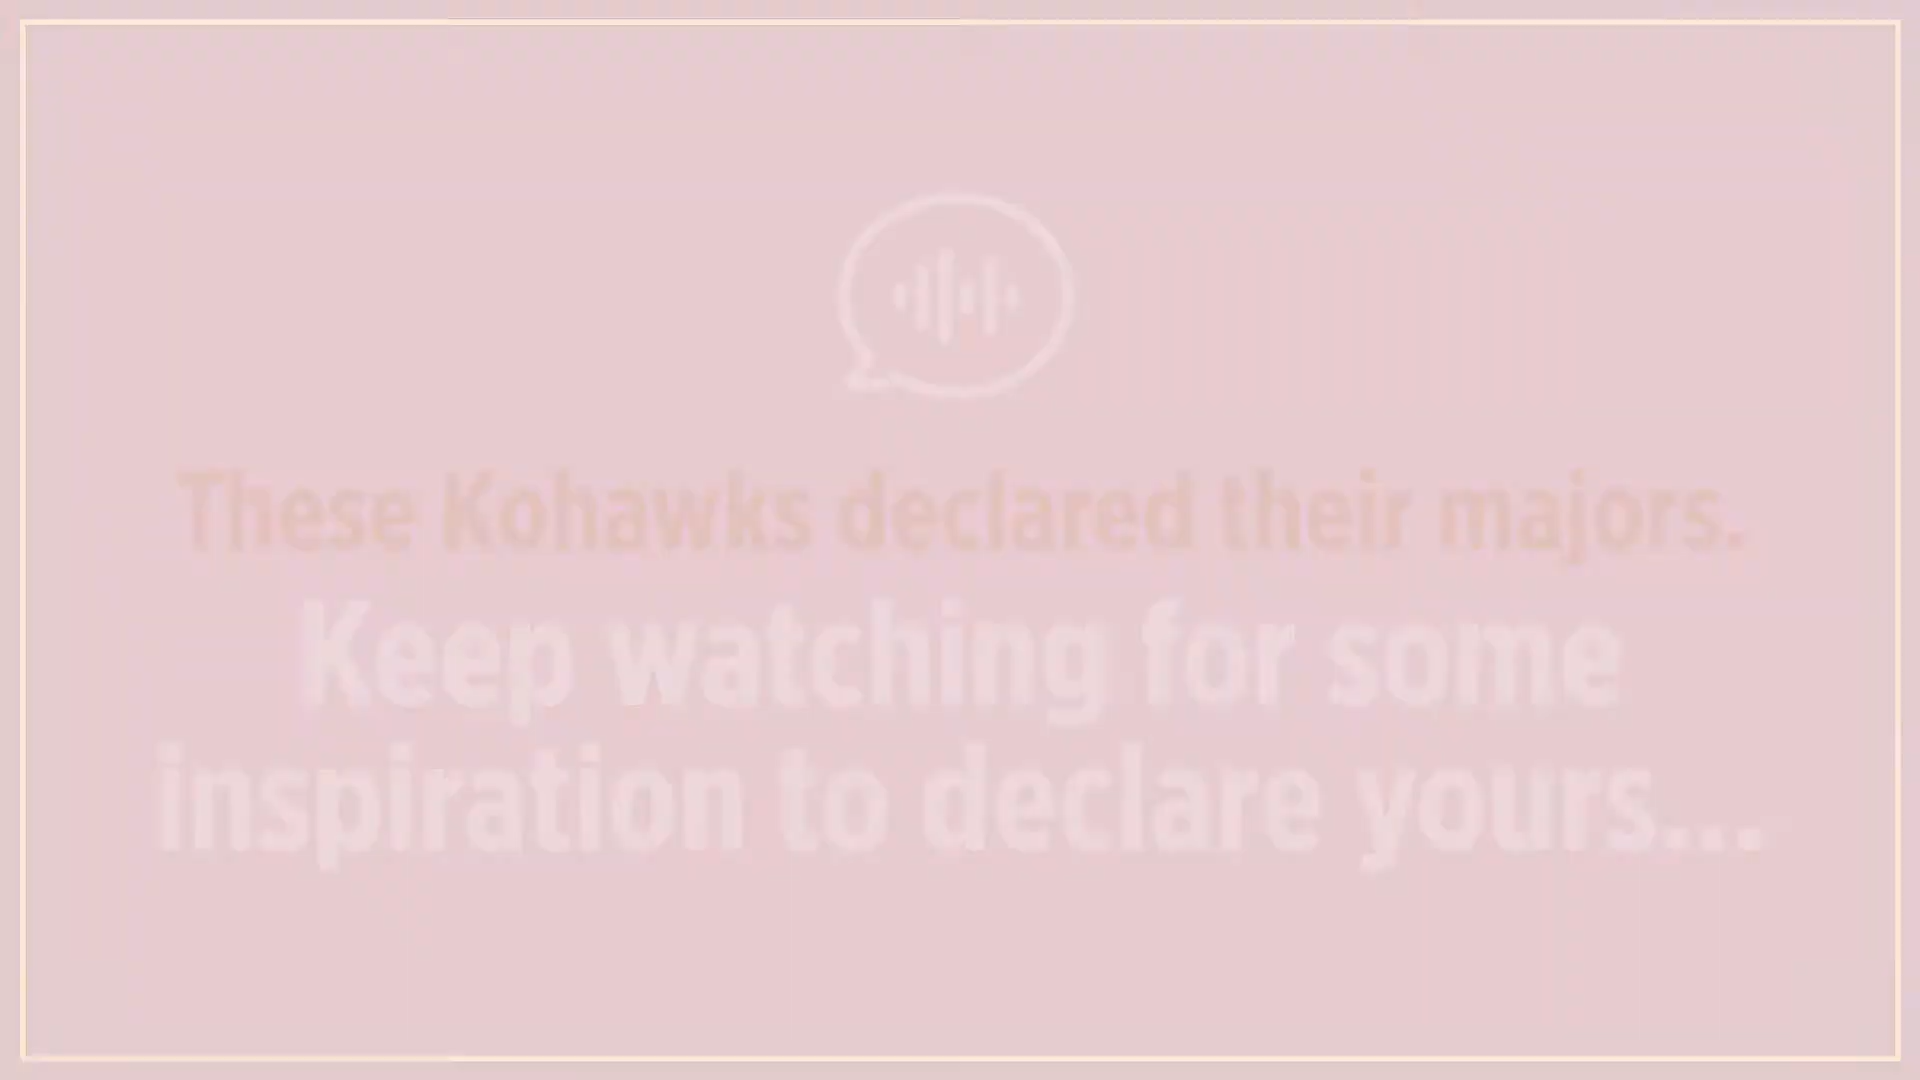 These Kohawks declared their majors.
Keep watching for some
inspiration to declare yours...